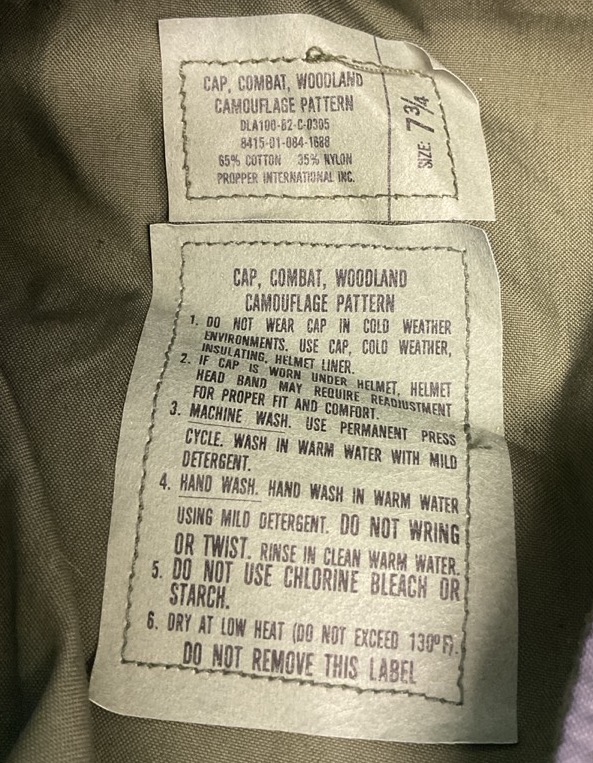 CAP, COMBAT, WOODLAND
CAMOUFLAGE PATTERN
DLA100-82-C-0305
8415-01-084-1688
65% COTTON 35% NYLON
PROPPER INTERNATIONAL INC.
SIZE: 7 3/4
CAP, COMBAT, WOODLAND
CAMOUFLAGE PATTERN
1. DO NOT WEAR CAP IN COLD WEATHER
ENVIRONMENTS. USE CAP, COLD WEATHER,
INSULATING, HELMET LINER.
2. IF CAP IS WORN UNDER HELMET, HELMET
HEAD BAND MAY REQUIRE READJUSTMENT
FOR PROPER FIT AND COMFORT.
3. MACHINE WASH. USE PERMANENT PRESS
CYCLE. WASH IN WARM WATER WITH MILD
DETERGENT.
4. HAND WASH. HAND WASH IN WARM WATER
USING MILD DETERGENT. DO NOT WRING
OR TWIST. RINSE IN CLEAN WARM WATER.
5. DO NOT USE CHLORINE BLEACH OR
STARCH.
6. DRY AT LOW HEAT (DO NOT EXCEED 130°F).
DO NOT REMOVE THIS LABEL